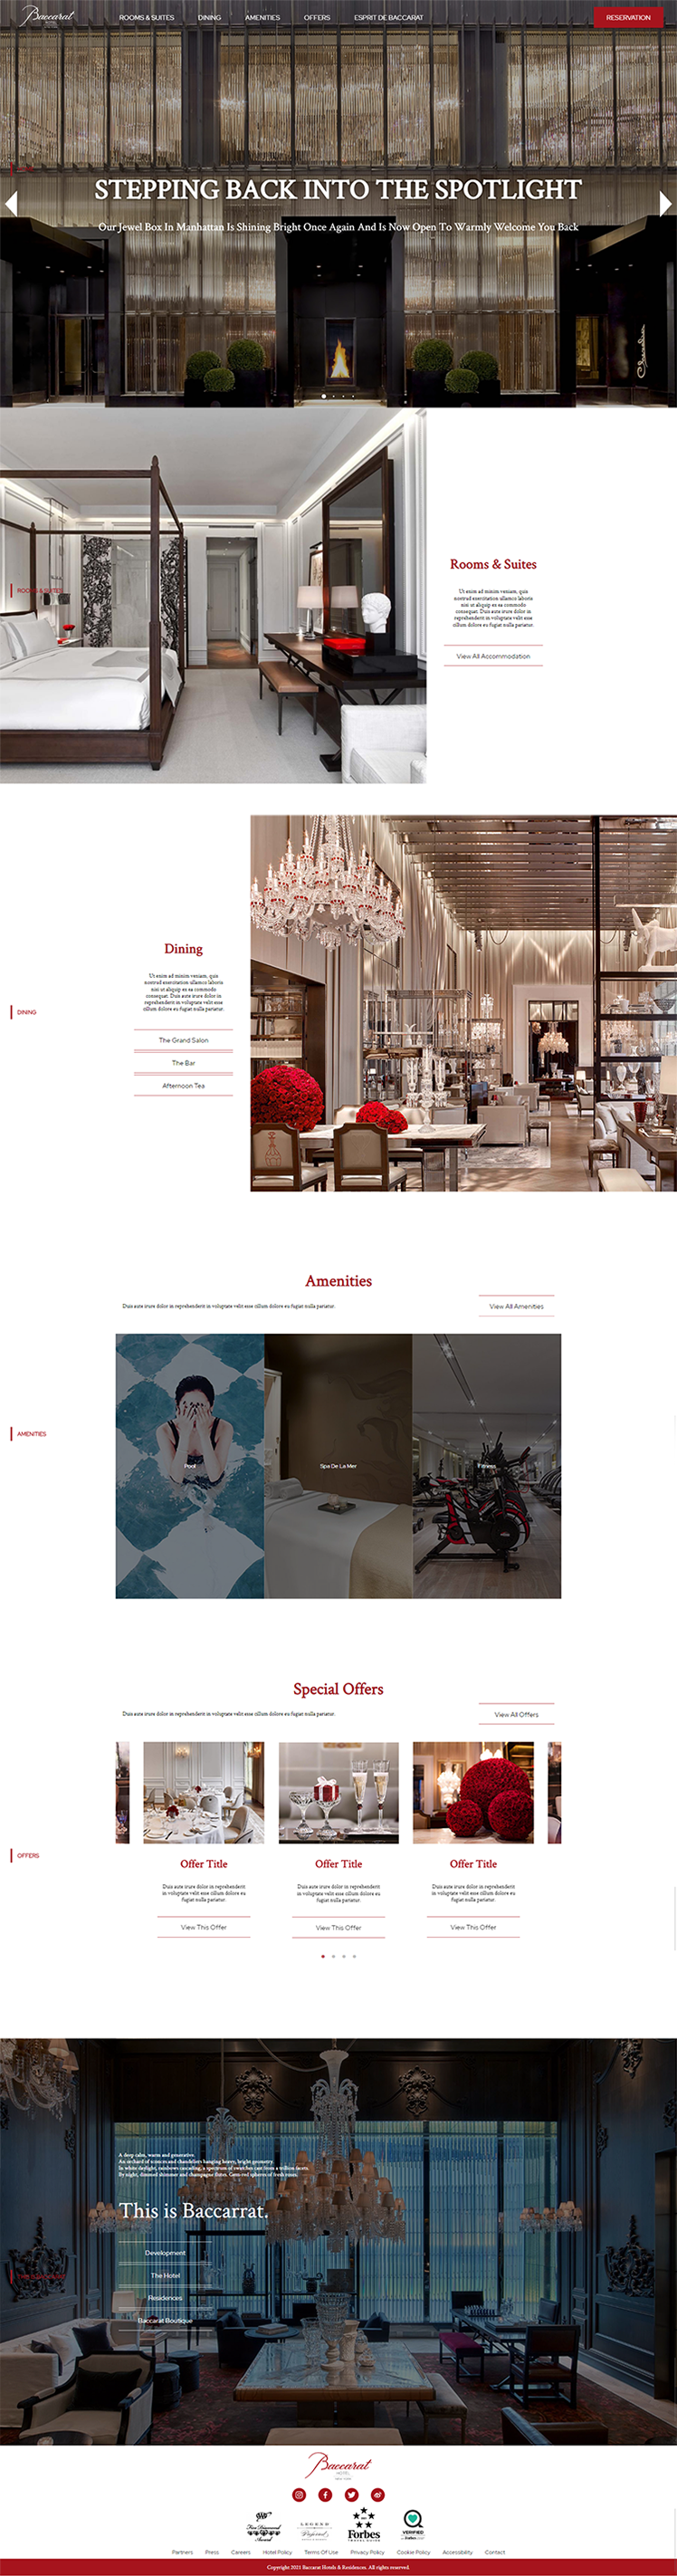 Baccarat
HOTEL
ROOMS & SUITES
DINING
AMENITIES
OFFERS
ESPRIT DE BACCARAT
RESERVATION
STEPPING BACK INTO THE SPOTLIGHT
Our Jewel Box In Manhattan Is Shining Bright Once Again And Is Now Open To Warmly Welcome You Back
ROOMS & SUITES
Rooms & Suites
Ut enim ad minim veniam, quis
nostrud exercitation ullamco laboris
nisi ut aliquip ex ea commodo
consequat. Duis aute irure dolor in
reprehenderit in voluptate velit esse
cillum dolore eu fugiat nulla pariatur.
View All Accommodation
DINING
Dining
Ut enim ad minim veniam, quis
nostrud exercitation ullamco laboris
nisi ut aliquip ex ea commodo
consequat. Duis aute irure dolor in
reprehenderit in voluptate velit esse
cillum dolore eu fugiat nulla pariatur.
The Grand Salon
The Bar
Afternoon Tea
Amenities
Duis aute irure dolor in reprehenderit in voluptate velit esse cillum dolore eu fugiat nulla pariatur.
View All Amenities
AMENITIES
Pool
Spa De La Mer
Fitness
Special Offers
Duis aute irure dolor in reprehenderit in voluptate velit esse cillum dolore eu fugiat nulla pariatur.
View All Offers
OFFERS
Offer Title
Duis aute irure dolor in reprehenderit
in voluptate velit esse cillum dolore eu
fugiat nulla pariatur.
View This Offer
Offer Title
Duis aute irure dolor in reprehenderit
in voluptate velit esse cillum dolore eu
fugiat nulla pariatur.
View This Offer
Offer Title
Duis aute irure dolor in reprehenderit
in voluptate velit esse cillum dolore eu
fugiat nulla pariatur.
View This Offer
A deep calm, warm and generative.
An orchard of sconces and chandeliers hanging heavy, bright geometry.
In white daylight, rainbows cascading, a spectrum of swatches cast from a million facets.
By night, dimmed shimmer and champagne flutes. Gem-red spheres of fresh roses.
This is Baccarrat.
Development
The Hotel
Residences
Baccarat Boutique
Baccarat
HOTEL
NEW YORK
AAA
Five Diamond
Award
LEGEND
Preferred
Forbes
TRAVEL GUIDE
VERIFIED
Partners
Press
Careers
Hotel Policy
Terms Of Use
Privacy Policy
Cookie Policy
Accessibility
Contact
Copyright 2021 Baccarat Hotels & Residences. All rights reserved.